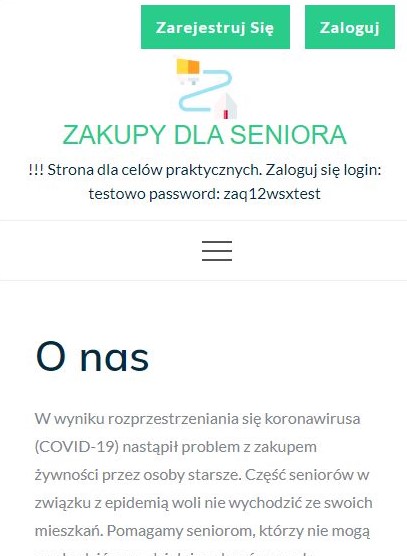 Zarejestruj Się Zaloguj
ZAKUPY DLA SENIORA
!!! Strona dla celów praktycznych. Zaloguj się login:
testowo password: zaq12wsxtest
O nas
W wyniku rozprzestrzeniania się koronawirusa
(COVID-19) nastąpił problem z zakupem
żywności przez osoby starsze. Część seniorów w
związku z epidemią woli nie wychodzić ze swoich
mieszkań. Pomagamy seniorom, którzy nie mogą